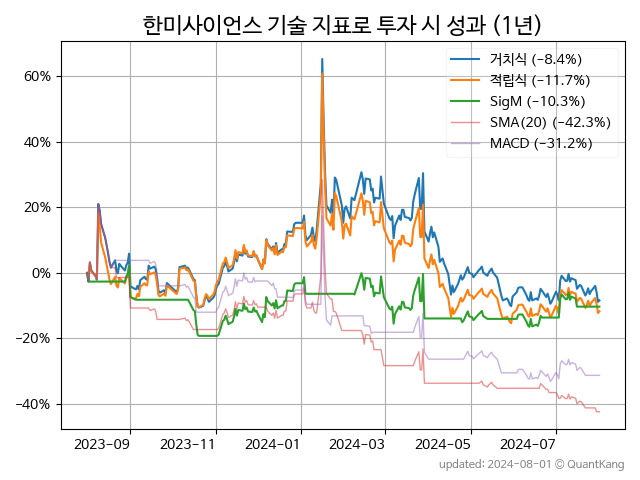 한미사이언스 기술 지표로 투자 시 성과 (1년)
거치식 (−8.4%)
적립식 (−11.7%)
SigM (−10.3%)
SMA(20) (−42.3%)
MACD (−31.2%)
60%
40%
20%
0%
−20%
−40%
2023-09 2023-11 2024-01 2024-03 2024-05 2024-07
updated: 2024-08-01 © QuantKang